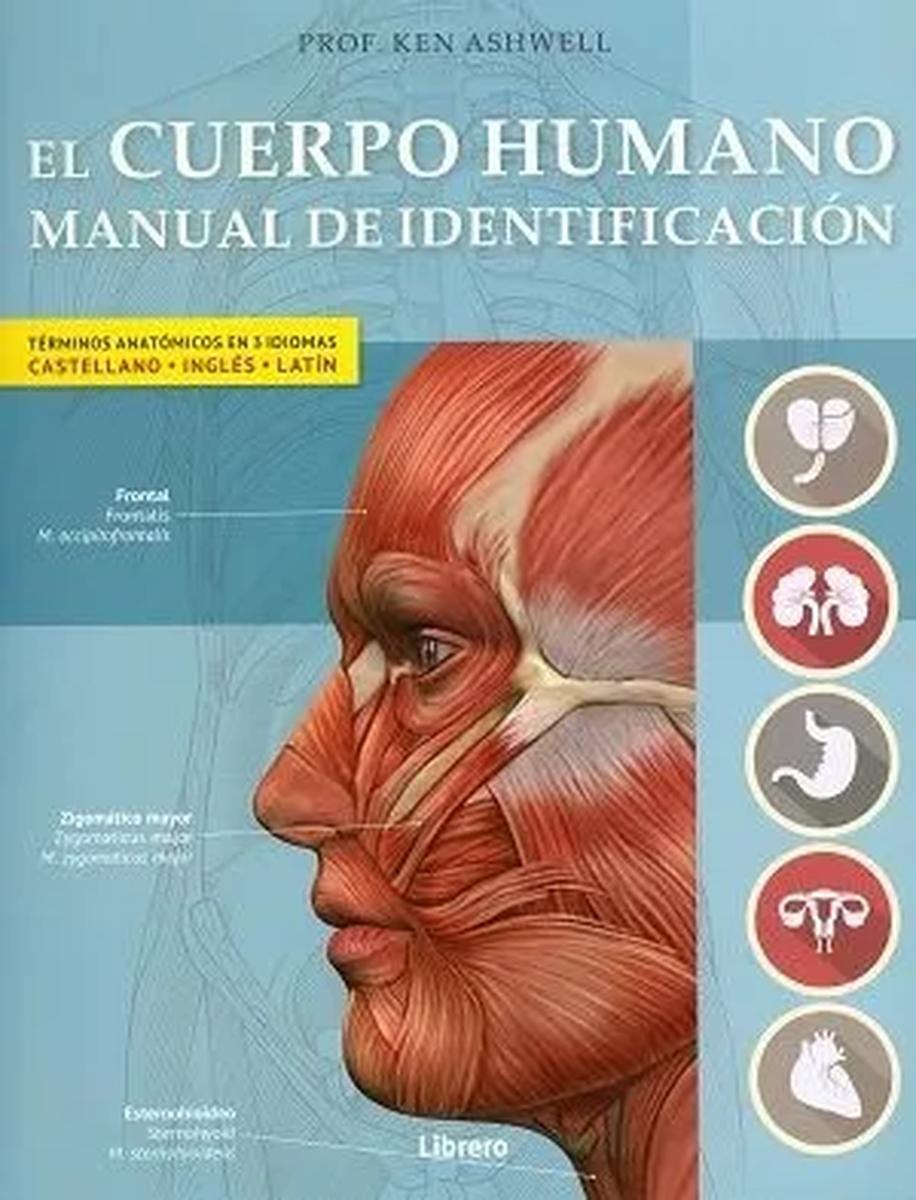 PROF. KEN ASHWELL
EL CUERPO HUMANO
MANUAL DE IDENTIFICACIÓN
TÉRMINOS ANATÓMICOS EN 3 IDIOMAS
CASTELLANO • INGLÉS • LATÍN
Frontal
Frontalis
M. occipitofrontalis
Zigomático mayor
Zygomaticus major
M. zygomaticus major
Esternohioideo
Sternohyoid
M. sternohyoideus
Librero